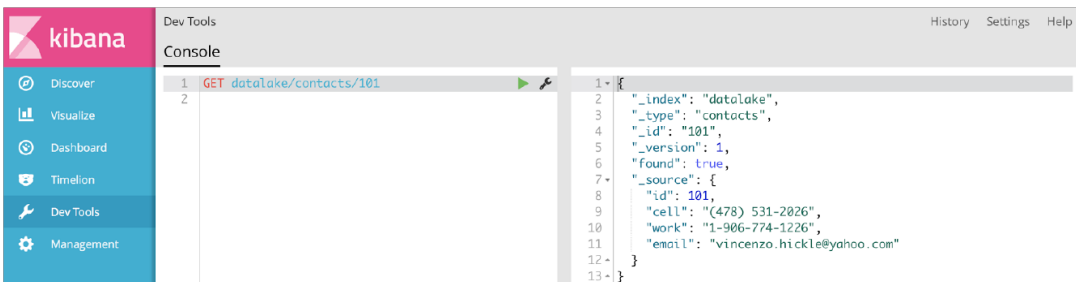 kibana
Discover
Visualize
Dashboard
Timelion
Dev Tools
Management
Dev Tools
History Settings Help
Console
1 GET datalake/contacts/101
2
1 {
2 "_index": "datalake",
3 "_type": "contacts",
4 "_id": "101",
5 "_version": 1,
6 "found": true,
7 "_source": {
8 "id": 101,
9 "cell": "(478) 531-2026",
10 "work": "1-906-774-1226",
11 "email": "vincenzo.hickle@yahoo.com"
12 }
13 }